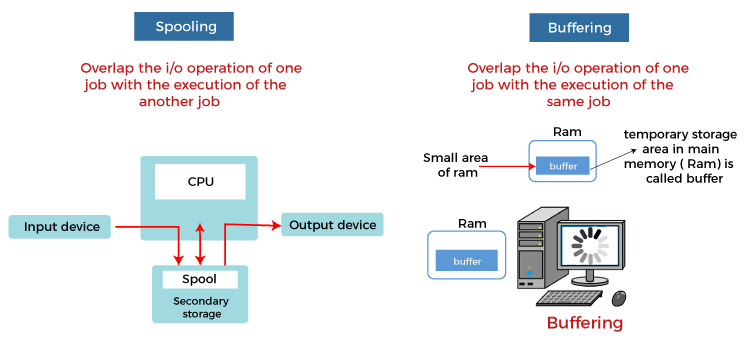 Spooling
Overlap the i/o operation of one
job with the execution of the
another job
CPU
Input device
Output device
Spool
Secondary
storage
Buffering
Overlap the i/o operation of one
job with the execution of the
same job
Ram
Small area
of ram
buffer
temporary storage
area in main
memory ( Ram) is
called buffer
Ram
buffer
Buffering